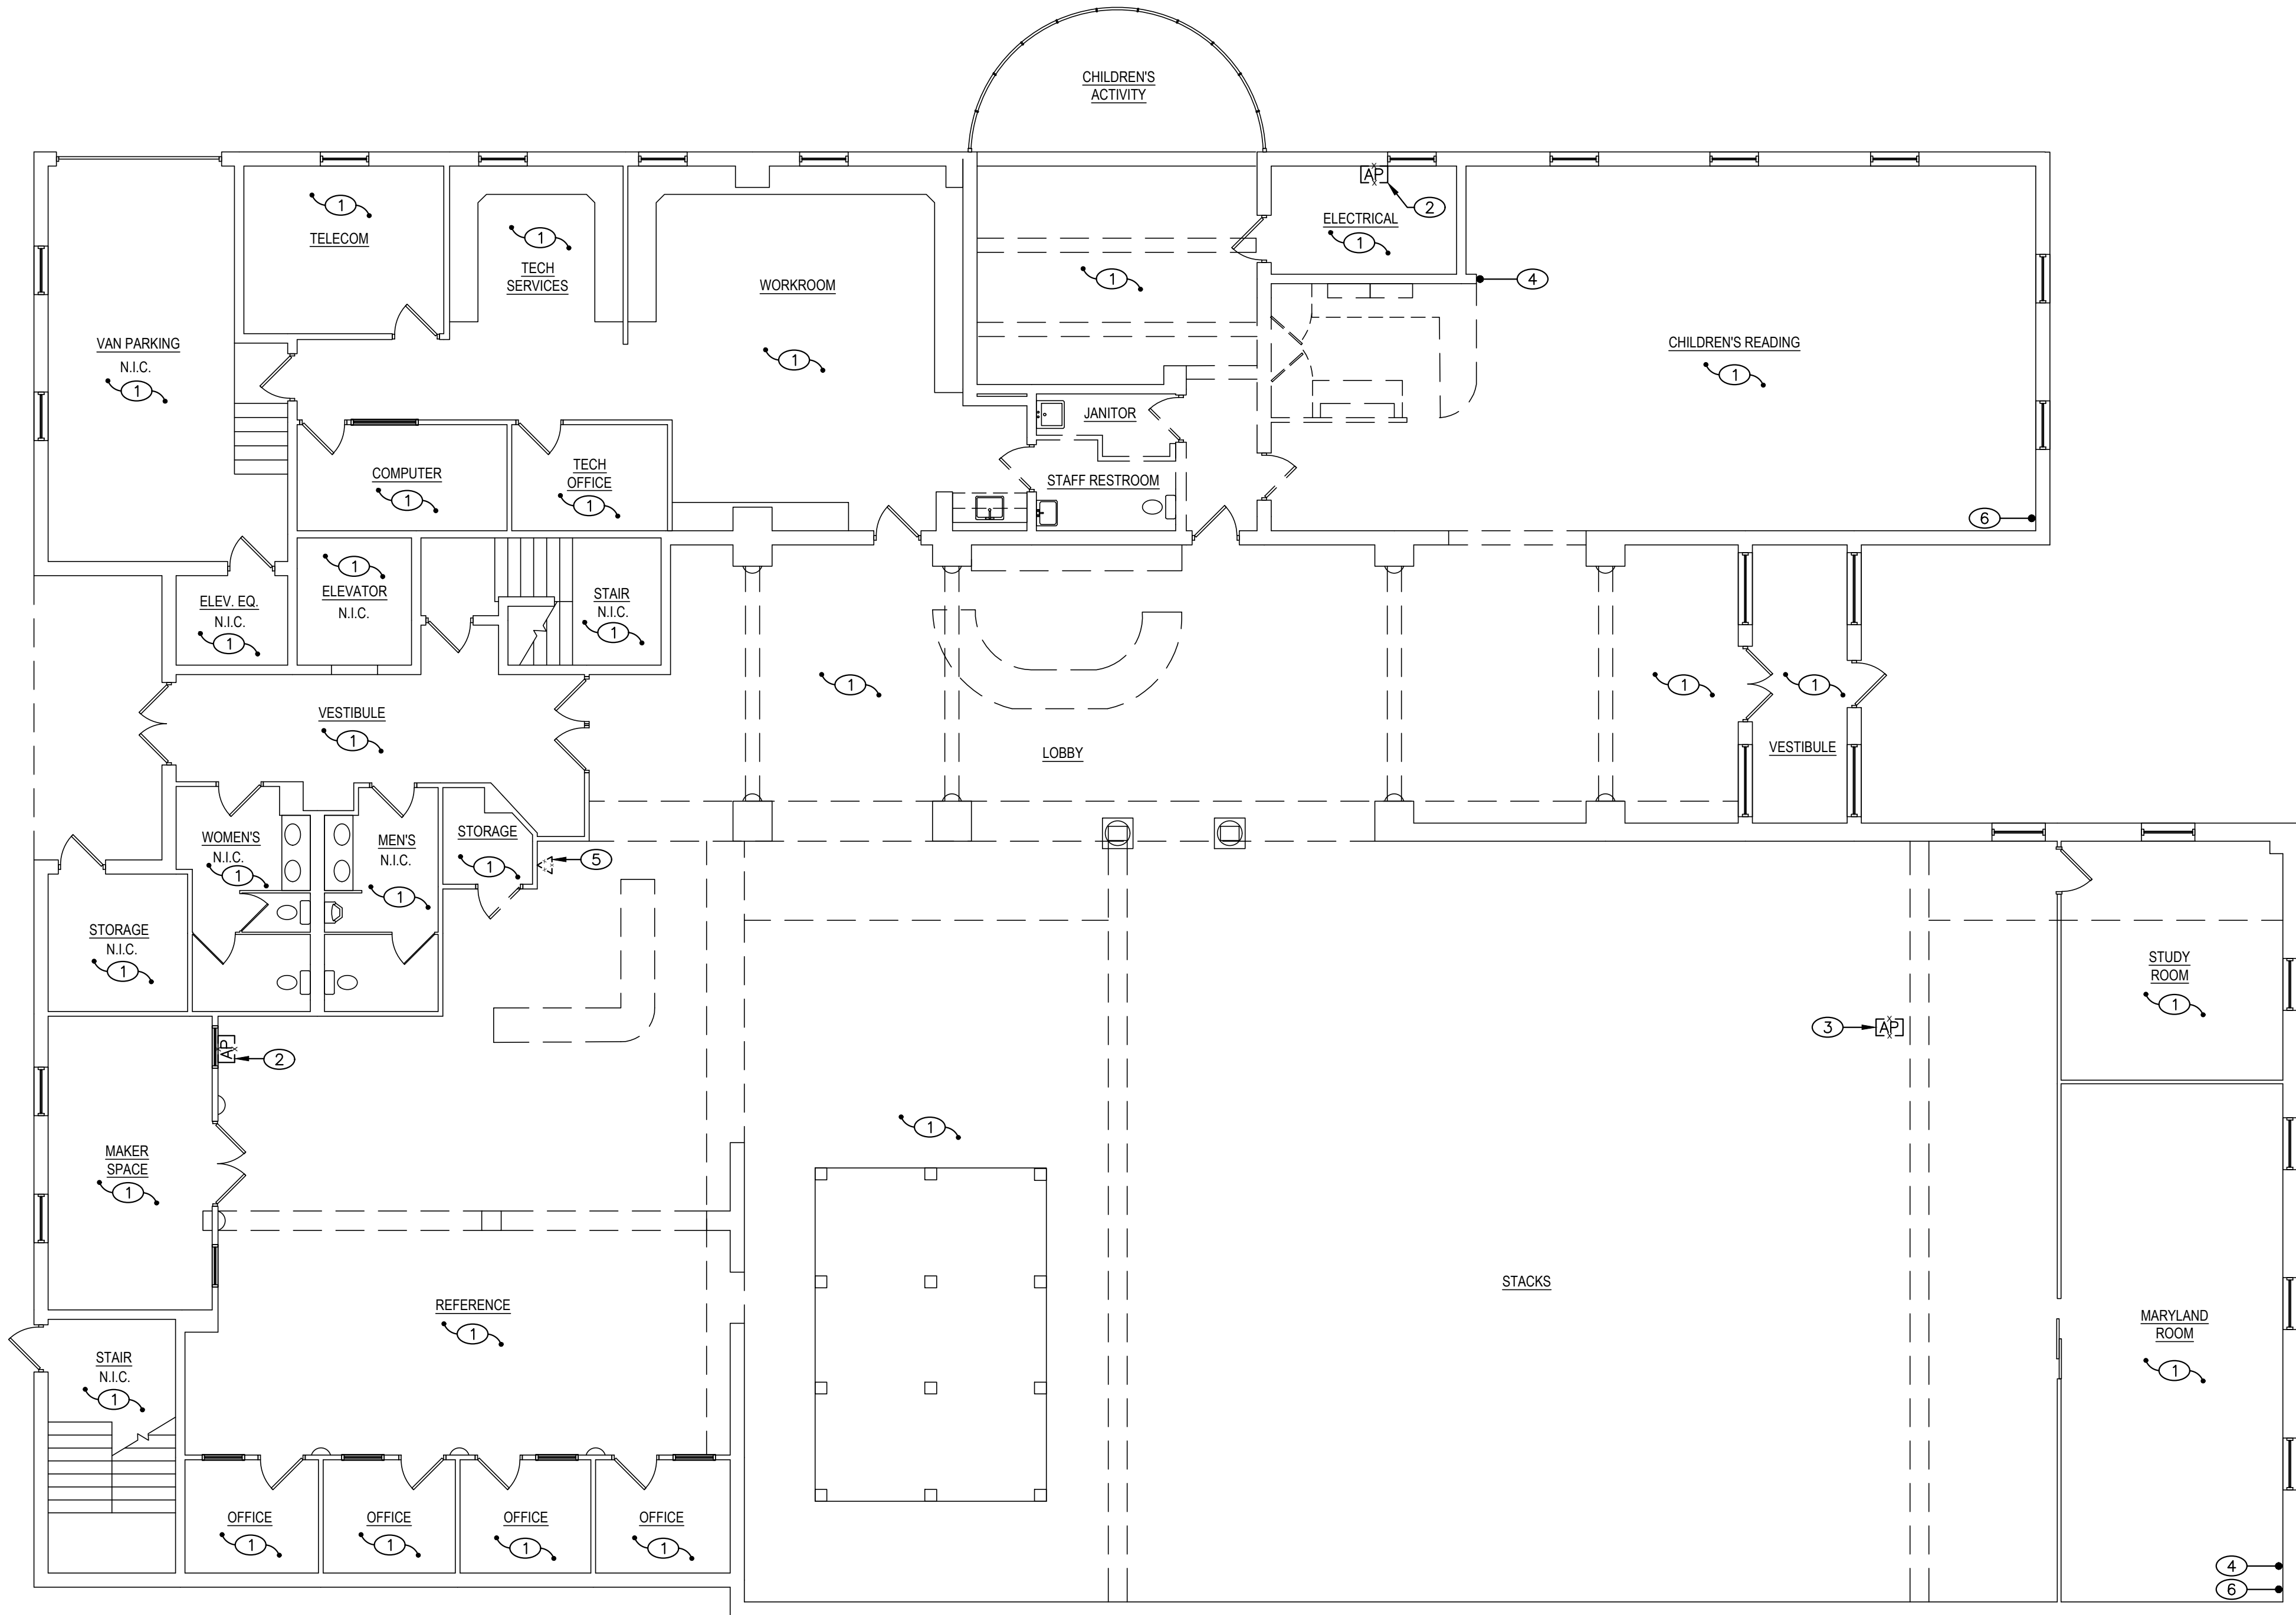 CHILDREN'S
ACTIVITY
AP
2
1
TELECOM
1
TECH
SERVICES
ELECTRICAL
1
WORKROOM
1
4
VAN PARKING
N.I.C.
1
1
CHILDREN'S READING
1
JANITOR
COMPUTER
1
TECH
OFFICE
1
STAFF RESTROOM
6
1
ELEVATOR
N.I.C.
ELEV. EQ.
N.I.C.
1
STAIR
N.I.C.
1
1
1
1
VESTIBULE
1
LOBBY
VESTIBULE
WOMEN'S
N.I.C.
1
MEN'S
N.I.C.
1
STORAGE
1
5
STORAGE
N.I.C.
1
STUDY
ROOM
1
3
AP
AP
2
1
MAKER
SPACE
1
STACKS
REFERENCE
1
MARYLAND
ROOM
1
STAIR
N.I.C.
1
OFFICE
1
OFFICE
1
OFFICE
1
OFFICE
1
4
6